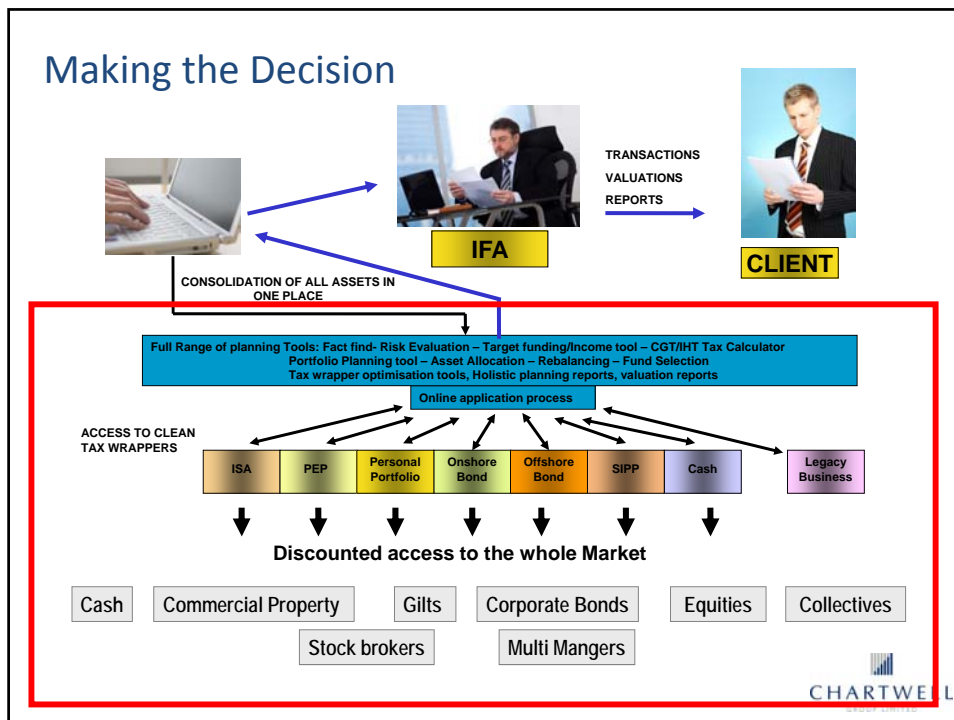 Making the Decision
TRANSACTIONS
VALUATIONS
REPORTS
IFA
CLIENT
CONSOLIDATION OF ALL ASSETS IN
ONE PLACE
Full Range of planning Tools: Fact find- Risk Evaluation – Target funding/Income tool – CGT/IHT Tax Calculator
Portfolio Planning tool – Asset Allocation – Rebalancing – Fund Selection
Tax wrapper optimisation tools, Holistic planning reports, valuation reports
Online application process
ACCESS TO CLEAN
TAX WRAPPERS
ISA
PEP
Personal
Portfolio
Onshore
Bond
Offshore
Bond
SIPP
Cash
Legacy
Business
Discounted access to the whole Market
Cash
Commercial Property
Gilts
Corporate Bonds
Equities
Collectives
Stock brokers
Multi Mangers
CHARTWELL
GROUP LIMITED